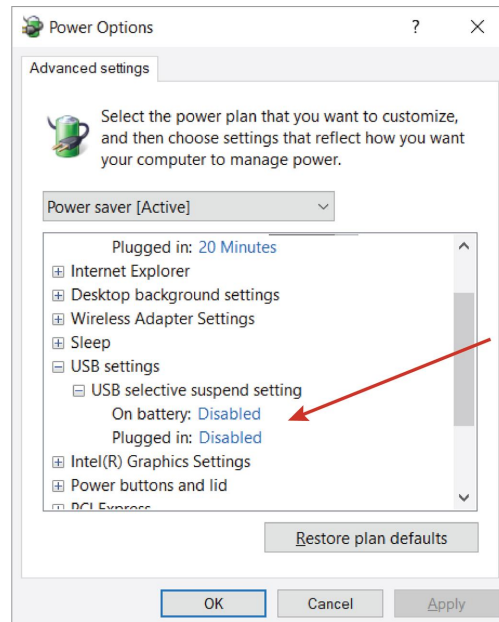 Power Options
Advanced settings
Select the power plan that you want to customize,
and then choose settings that reflect how you want
your computer to manage power.
Power saver [Active]
Plugged in: 20 Minutes
Internet Explorer
Desktop background settings
Wireless Adapter Settings
Sleep
USB settings
USB selective suspend setting
On battery: Disabled
Plugged in: Disabled
Intel(R) Graphics Settings
Power buttons and lid
PCI Express
Restore plan defaults
OK
Cancel
Apply